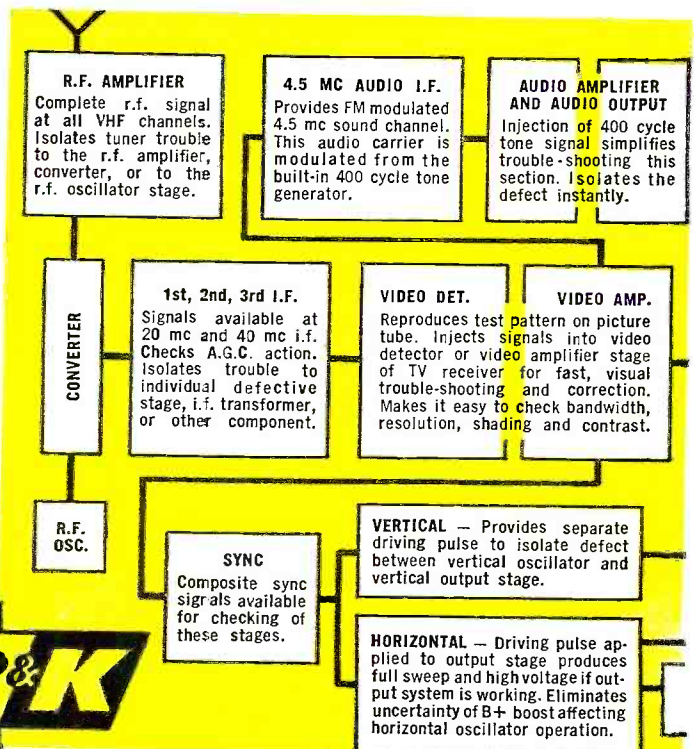 R.F. AMPLIFIER
Complete r.f. signal
at all VHF channels.
Isolates tuner trouble
to the r.f. amplifier,
converter, or to the
r.f. oscillator stage.
4.5 MC AUDIO I.F.
Provides FM modulated
4.5 mc sound channel.
This audio carrier is
modulated from the
built-in 400 cycle tone
generator.
AUDIO AMPLIFIER
AND AUDIO OUTPUT
Injection of 400 cycle
tone signal simplifies
trouble-shooting this
section. Isolates the
defect instantly.
CONVERTER
1st, 2nd, 3rd I.F.
Signals available at
20 mc and 40 mc i.f.
Checks A.G.C. action.
Isolates trouble to
individual defective
stage, i.f. transformer,
or other component.
VIDEO DET. VIDEO AMP.
Reproduces test pattern on picture
tube. Injects signals into video
detector or video amplifier stage
of TV receiver for fast, visual
trouble-shooting and correction.
Makes it easy to check bandwidth,
resolution, shading and contrast.
R.F.
OSC.
SYNC
Composite sync
signals available
for checking of
these stages.
VERTICAL — Provides separate
driving pulse to isolate defect
between vertical oscillator and
vertical output stage.
HORIZONTAL — Driving pulse ap-
plied to output stage produces
full sweep and high voltage if out-
put system is working. Eliminates
uncertainty of B+ boost affecting
horizontal oscillator operation.
&K